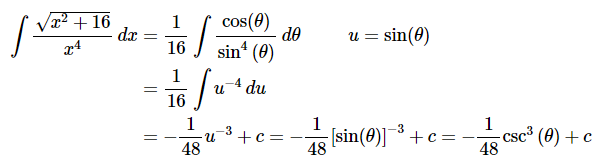 ∫ √(x² + 16) / x⁴ dx = 1/16 ∫ cos(θ) / sin⁴ (θ) dθ u = sin(θ)
= 1/16 ∫ u⁻⁴ du
= −1/48 u⁻³ + c = −1/48 [sin(θ)]⁻³ + c = −1/48 csc³ (θ) + c